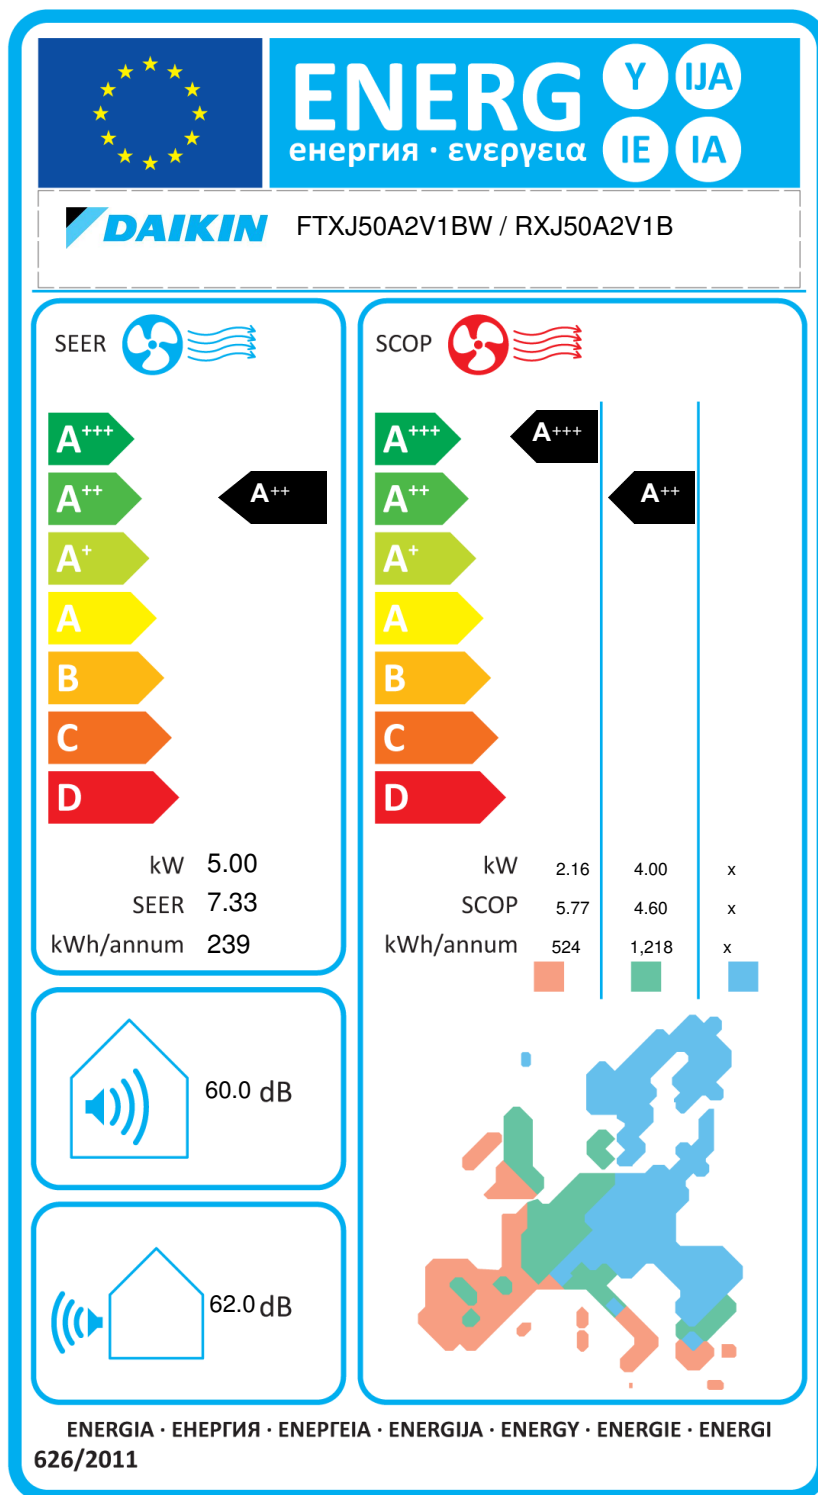 ENERG Y IJA
енергия · ενεργεια IE IA
DAIKIN FTXJ50A2V1BW / RXJ50A2V1B
SEER
A+++
A++ A++
A+
A
B
C
D
kW 5.00
SEER 7.33
kWh/annum 239
SCOP
A+++ A+++
A++ A++
A+
A
B
C
D
kW 2.16 4.00 x
SCOP 5.77 4.60 x
kWh/annum 524 1,218 x
60.0 dB
62.0 dB
ENERGIA · ЕНЕРГИЯ · ΕΝΕΡΓΕΙΑ · ENERGIJA · ENERGY · ENERGIE · ENERGI
626/2011